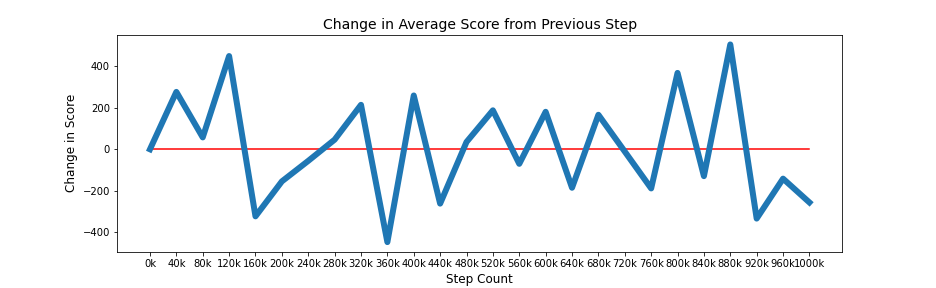 Change in Average Score from Previous Step
Change in Score
400
200
0
−200
−400
0k 40k 80k 120k 160k 200k 240k 280k 320k 360k 400k 440k 480k 520k 560k 600k 640k 680k 720k 760k 800k 840k 880k 920k 960k 1000k
Step Count